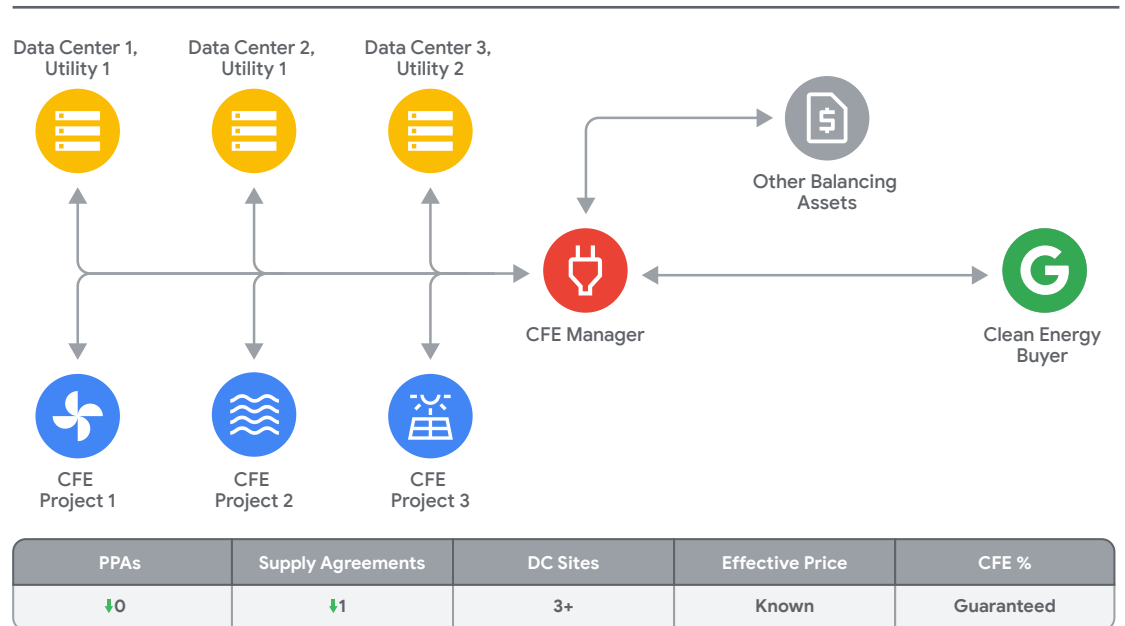 Data Center 1,
Utility 1
Data Center 2,
Utility 1
Data Center 3,
Utility 2
$
Other Balancing
Assets
CFE Manager
G
Clean Energy
Buyer
CFE
Project 1
CFE
Project 2
CFE
Project 3
PPAs Supply Agreements DC Sites Effective Price CFE %
⬇0 ⬇1 3+ Known Guaranteed